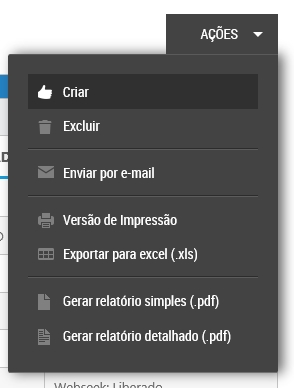 AÇÕES
Criar
Excluir
Enviar por e-mail
Versão de Impressão
Exportar para excel (.xls)
Gerar relatório simples (.pdf)
Gerar relatório detalhado (.pdf)
Webseek: Liberado